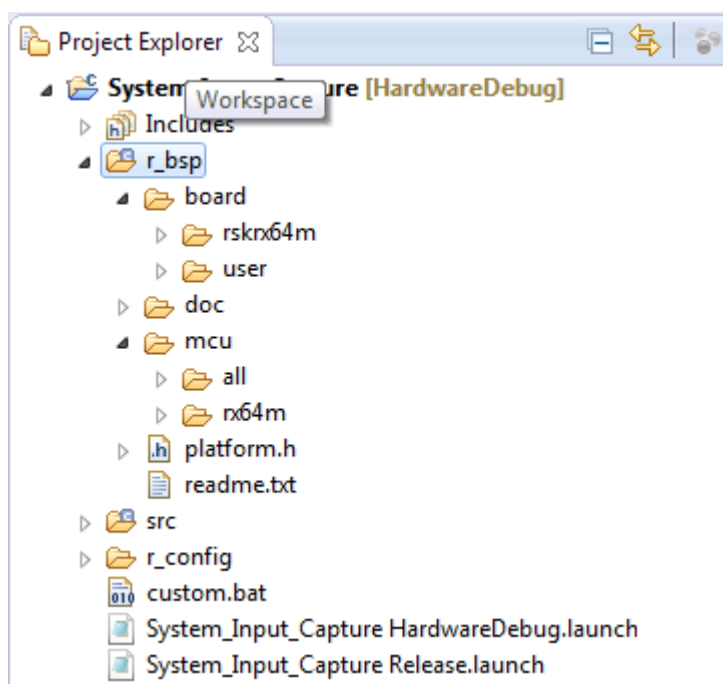 Project Explorer
System Workspace ure [HardwareDebug]
Includes
r_bsp
board
rskrx64m
user
doc
mcu
all
rx64m
.h platform.h
readme.txt
src
r_config
010 custom.bat
System_Input_Capture HardwareDebug.launch
System_Input_Capture Release.launch